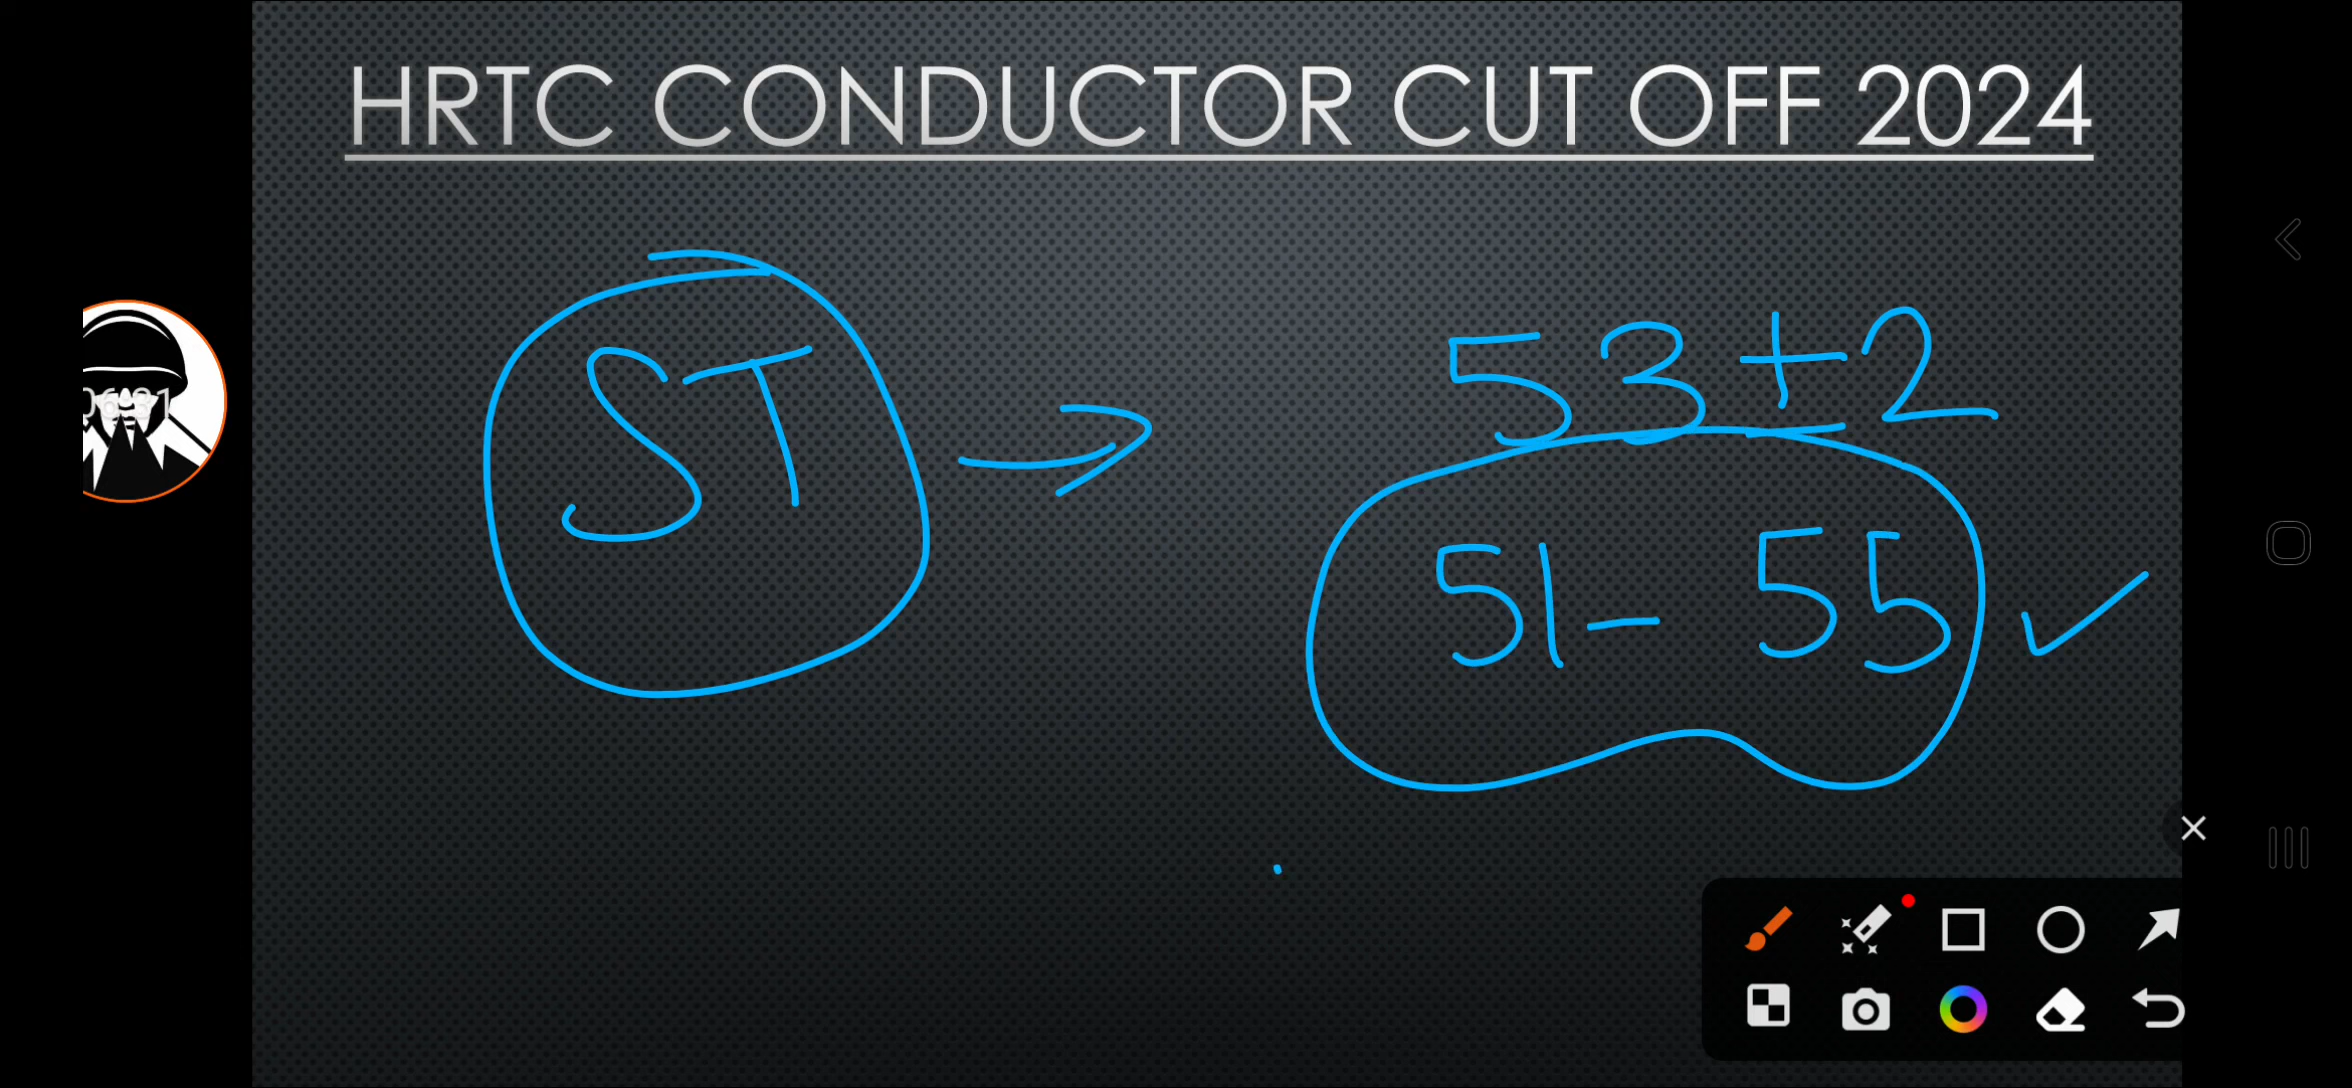 HRTC CONDUCTOR CUT OFF 2024
ST → 53±2
51- 55 ✓